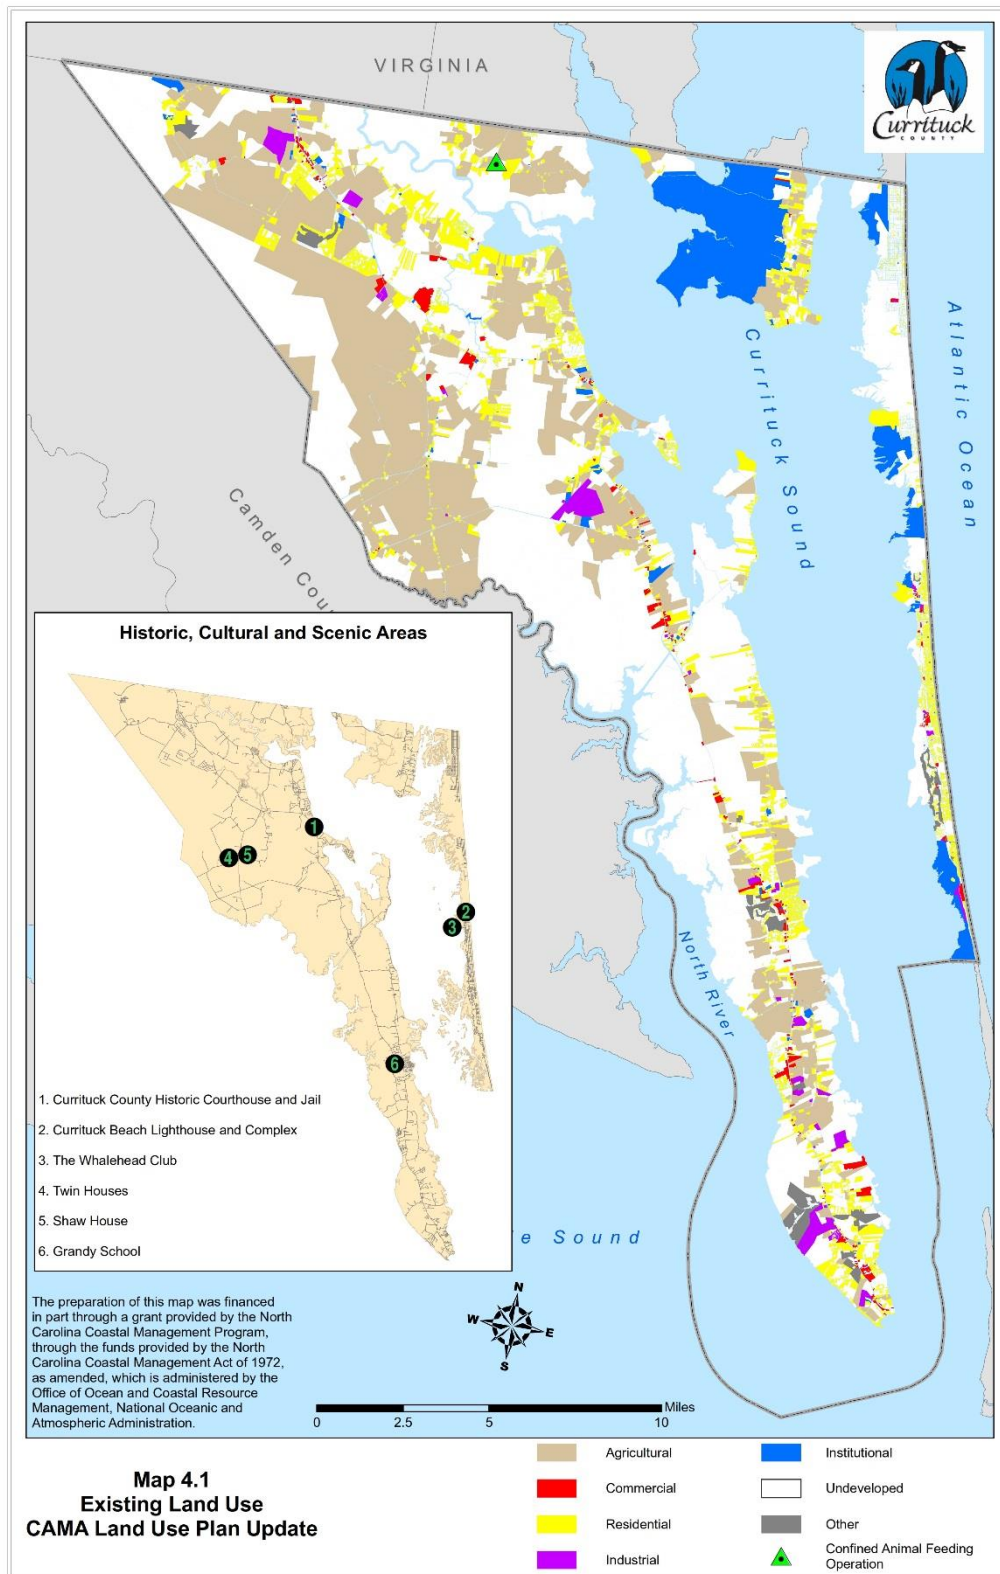 VIRGINIA
Currituck
COUNTY
Atlantic Ocean
Currituck Sound
Camden Cou
North River
e Sound
Historic, Cultural and Scenic Areas
1
4
5
2
3
6
1. Currituck County Historic Courthouse and Jail
2. Currituck Beach Lighthouse and Complex
3. The Whalehead Club
4. Twin Houses
5. Shaw House
6. Grandy School
The preparation of this map was financed
in part through a grant provided by the North
Carolina Coastal Management Program,
through the funds provided by the North
Carolina Coastal Management Act of 1972,
as amended, which is administered by the
Office of Ocean and Coastal Resource
Management, National Oceanic and
Atmospheric Administration.
N
W
E
S
Miles
0 2.5 5 10
Map 4.1
Existing Land Use
CAMA Land Use Plan Update
Agricultural
Commercial
Residential
Industrial
Institutional
Undeveloped
Other
Confined Animal Feeding
Operation